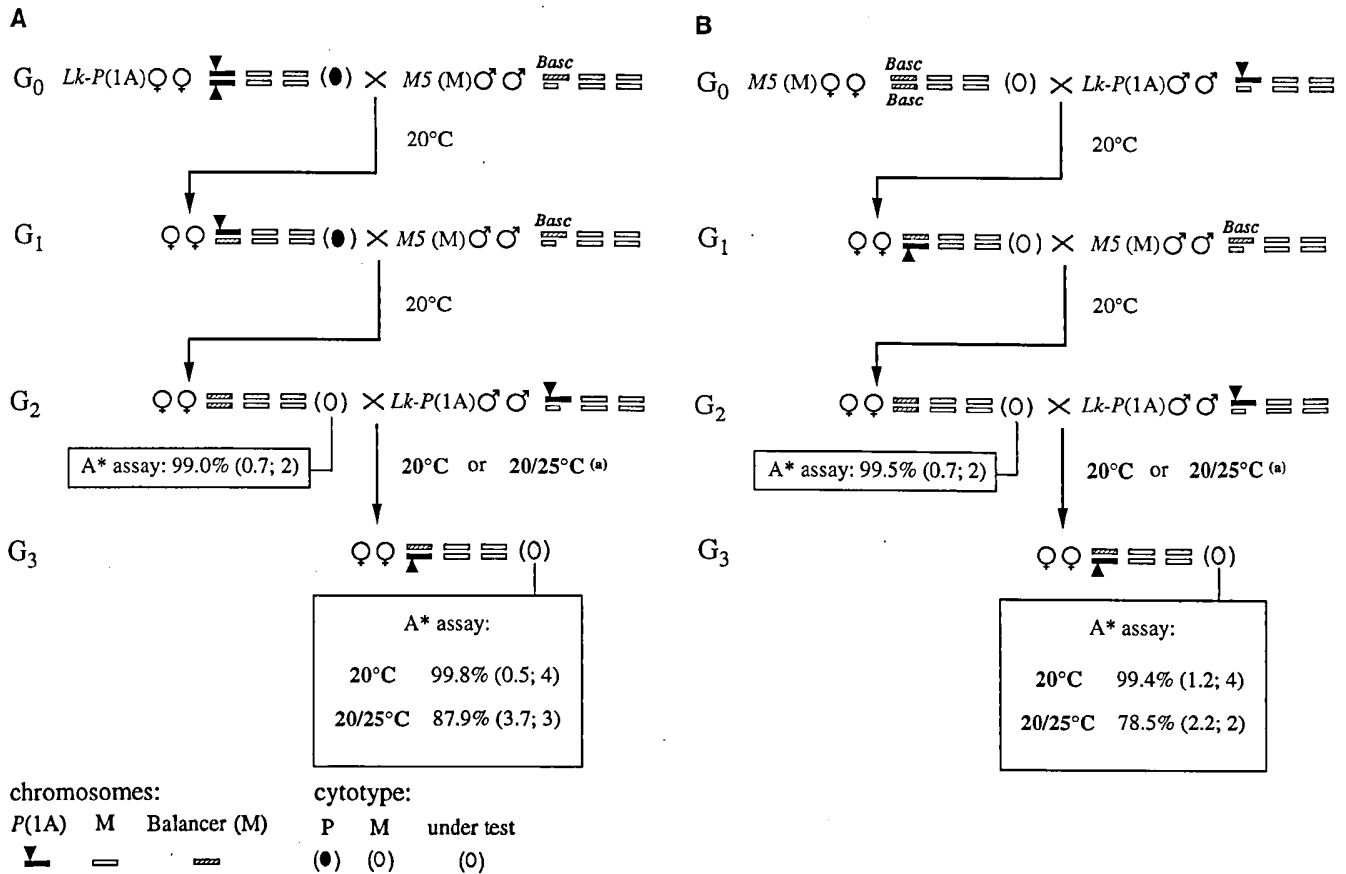 A
G0 Lk-P(1A)♀♀ (●) × M5 (M)♂♂ Basc
20°C
G1 ♀♀ (●) × M5 (M)♂♂ Basc
20°C
G2 ♀♀ (0) × Lk-P(1A)♂♂
A* assay: 99.0% (0.7; 2)
20°C or 20/25°C (a)
G3 ♀♀ (0)
A* assay:
20°C 99.8% (0.5; 4)
20/25°C 87.9% (3.7; 3)
B
G0 M5 (M)♀♀ Basc Basc (0) × Lk-P(1A)♂♂
20°C
G1 ♀♀ (0) × M5 (M)♂♂ Basc
20°C
G2 ♀♀ (0) × Lk-P(1A)♂♂
A* assay: 99.5% (0.7; 2)
20°C or 20/25°C (a)
G3 ♀♀ (0)
A* assay:
20°C 99.4% (1.2; 4)
20/25°C 78.5% (2.2; 2)
chromosomes: cytotype:
P(1A) M Balancer (M) P M under test
(●) (0) (0)